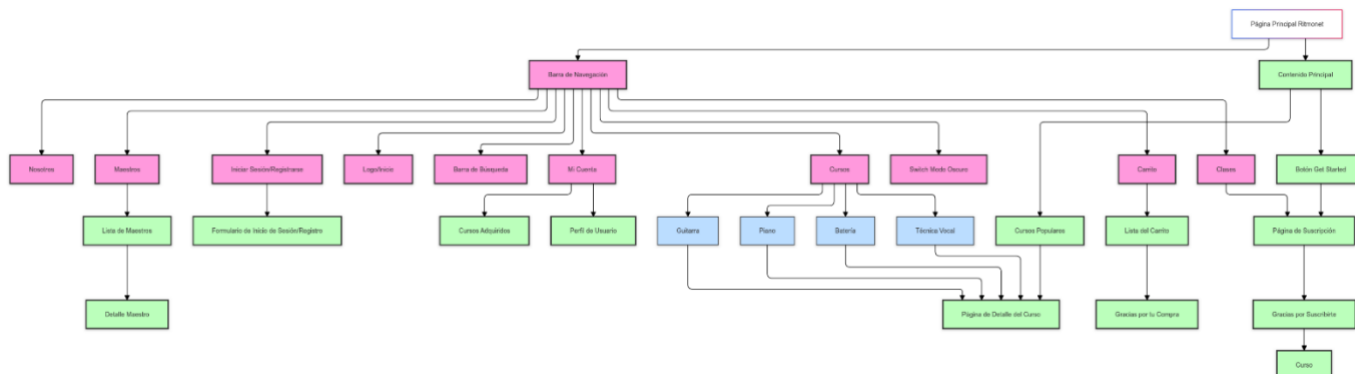 Página Principal Ritmonet
Barra de Navegación
Contenido Principal
Nosotros
Maestros
Iniciar Sesión/Registrarse
Logo/Inicio
Barra de Búsqueda
Mi Cuenta
Cursos
Switch Modo Oscuro
Carrito
Clases
Botón Get Started
Lista de Maestros
Formulario de Inicio de Sesión/Registro
Cursos Adquiridos
Perfil de Usuario
Guitarra
Piano
Batería
Técnica Vocal
Cursos Populares
Lista del Carrito
Página de Suscripción
Detalle Maestro
Página de Detalle del Curso
Gracias por tu Compra
Gracias por Suscribirte
Curso